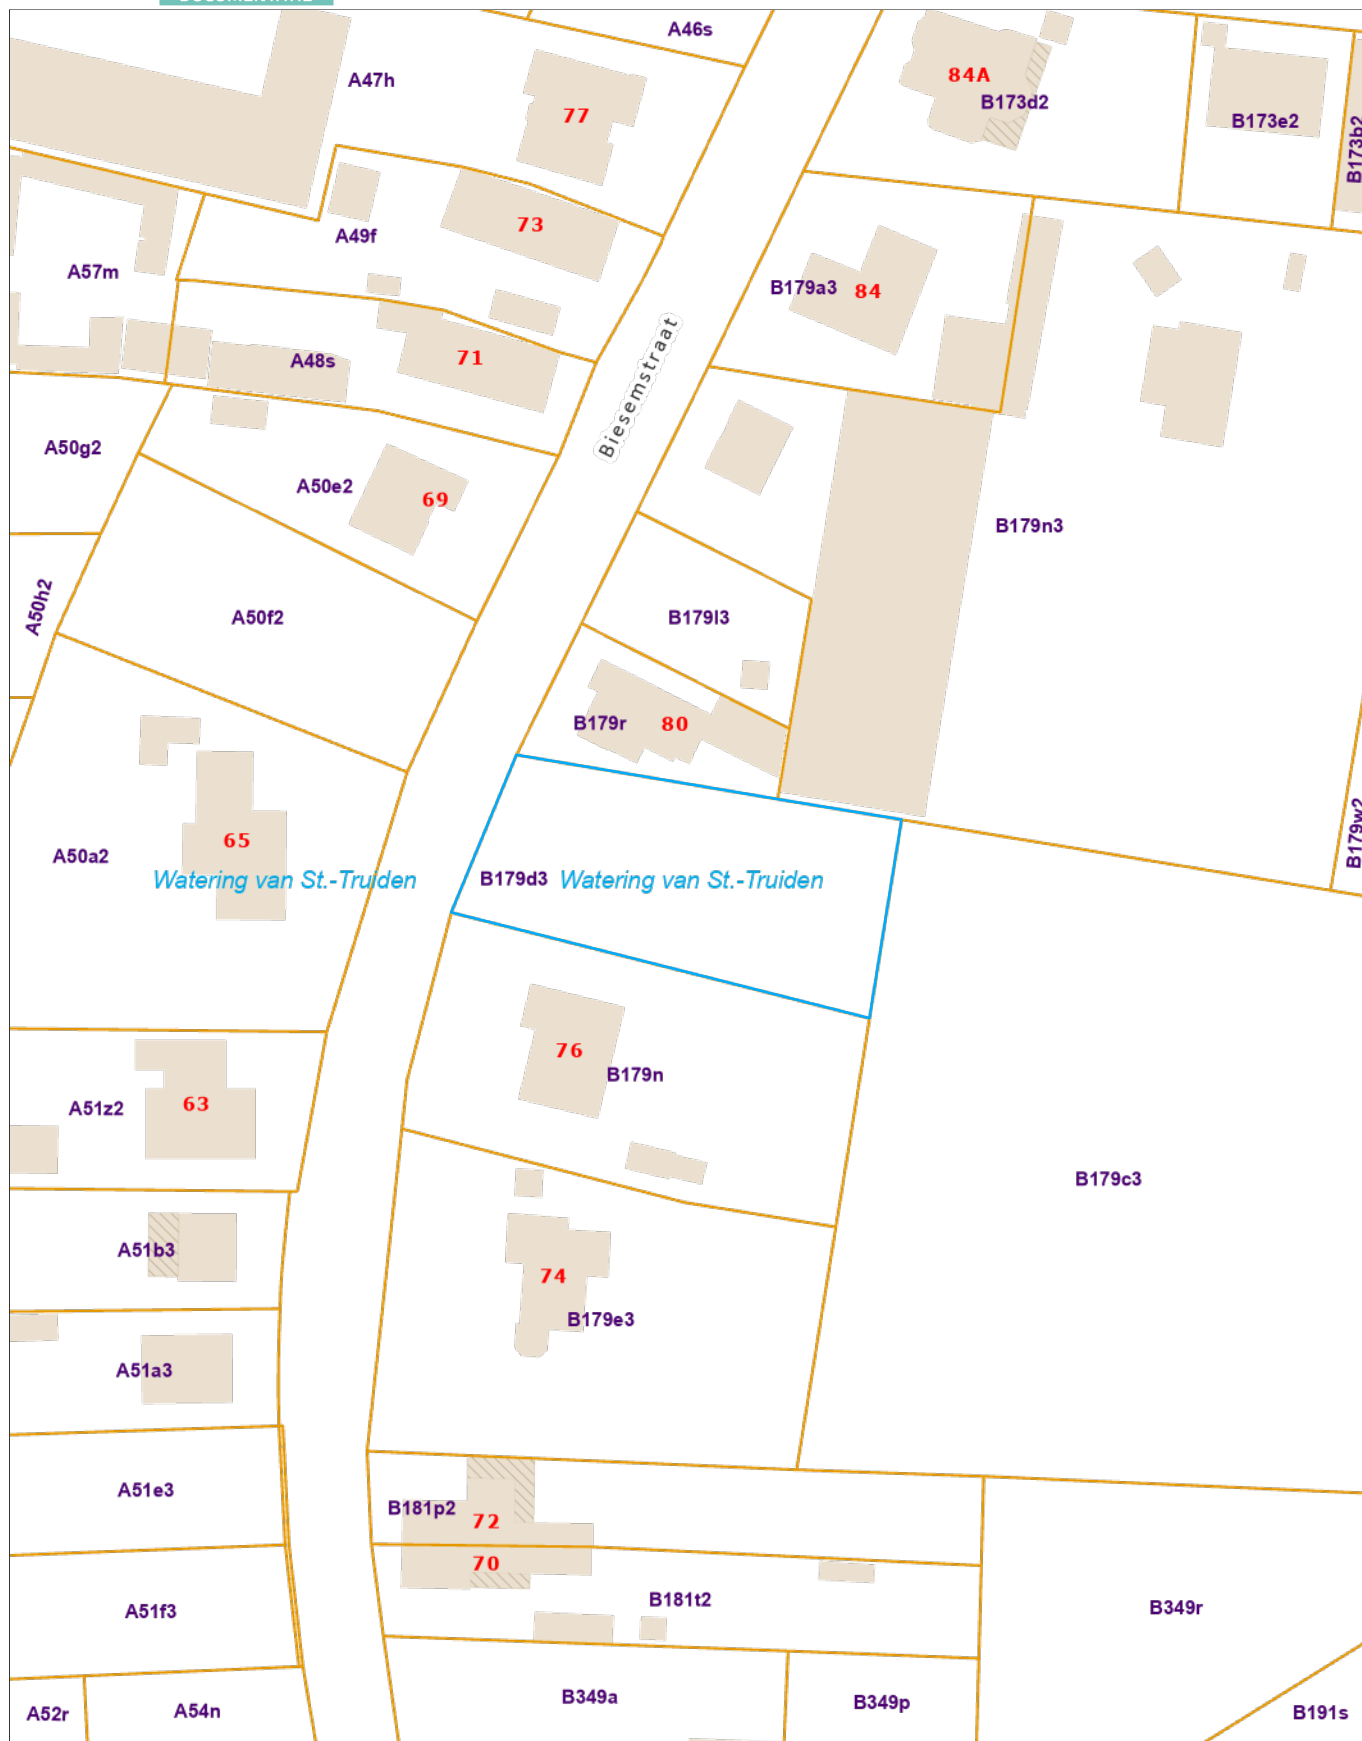 A46s
A47h
77
84A
B173d2
B173e2
B173b2
73
A49f
A57m
B179a3
84
71
A48s
Biesemstraat
A50g2
A50e2
69
B179n3
A50h2
A50f2
B179l3
B179r
80
65
A50a2
Watering van St.-Truiden
B179d3
Watering van St.-Truiden
B179w2
76
B179n
A51z2
63
B179c3
A51b3
74
B179e3
A51a3
A51e3
B181p2
72
70
B181t2
A51f3
B349r
B349a
B349p
A52r
A54n
B191s